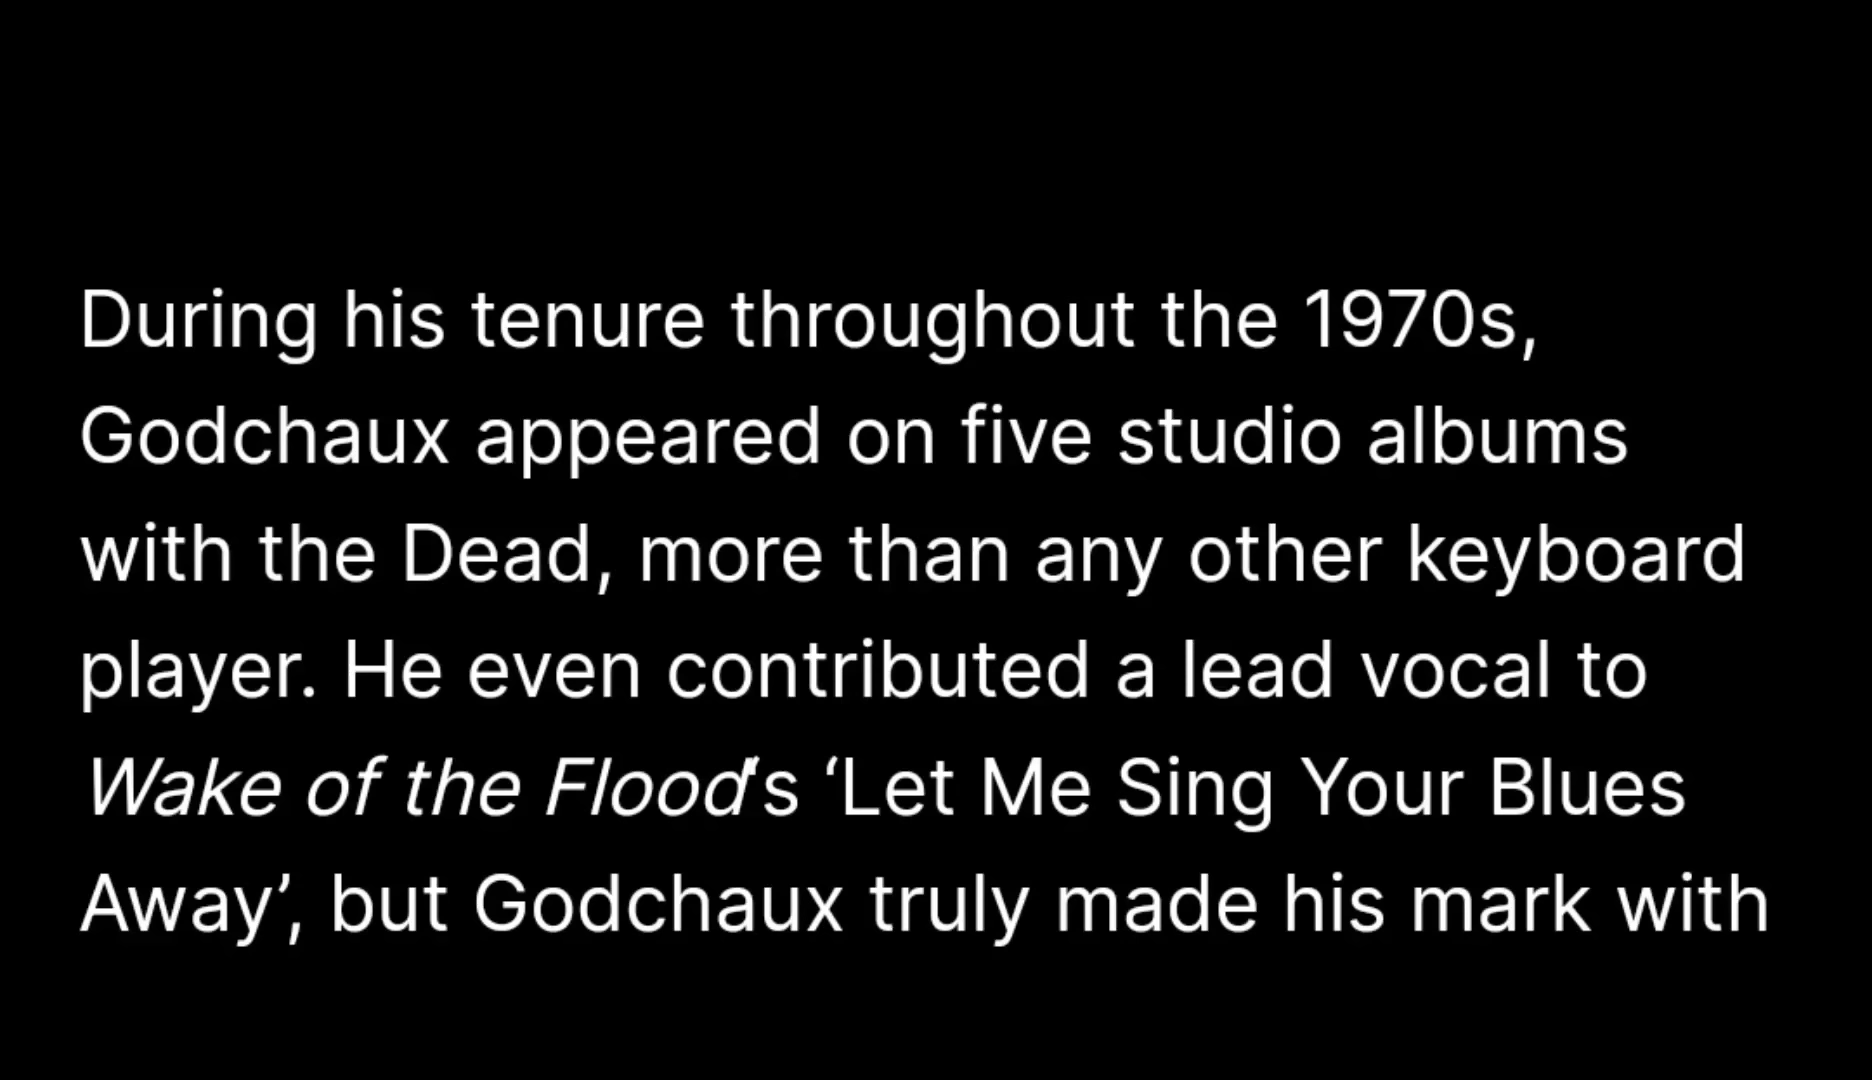 During his tenure throughout the 1970s,
Godchaux appeared on five studio albums
with the Dead, more than any other keyboard
player. He even contributed a lead vocal to
Wake of the Flood‘s ‘Let Me Sing Your Blues
Away’, but Godchaux truly made his mark with